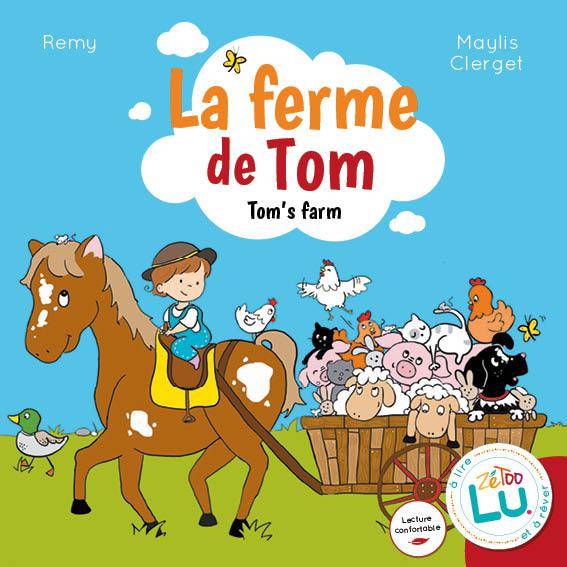 Remy
Maylis
Clerget
La ferme
de Tom
Tom's farm
Lecture
confortable
à lire
ZéToo
Lu.
et à rêver